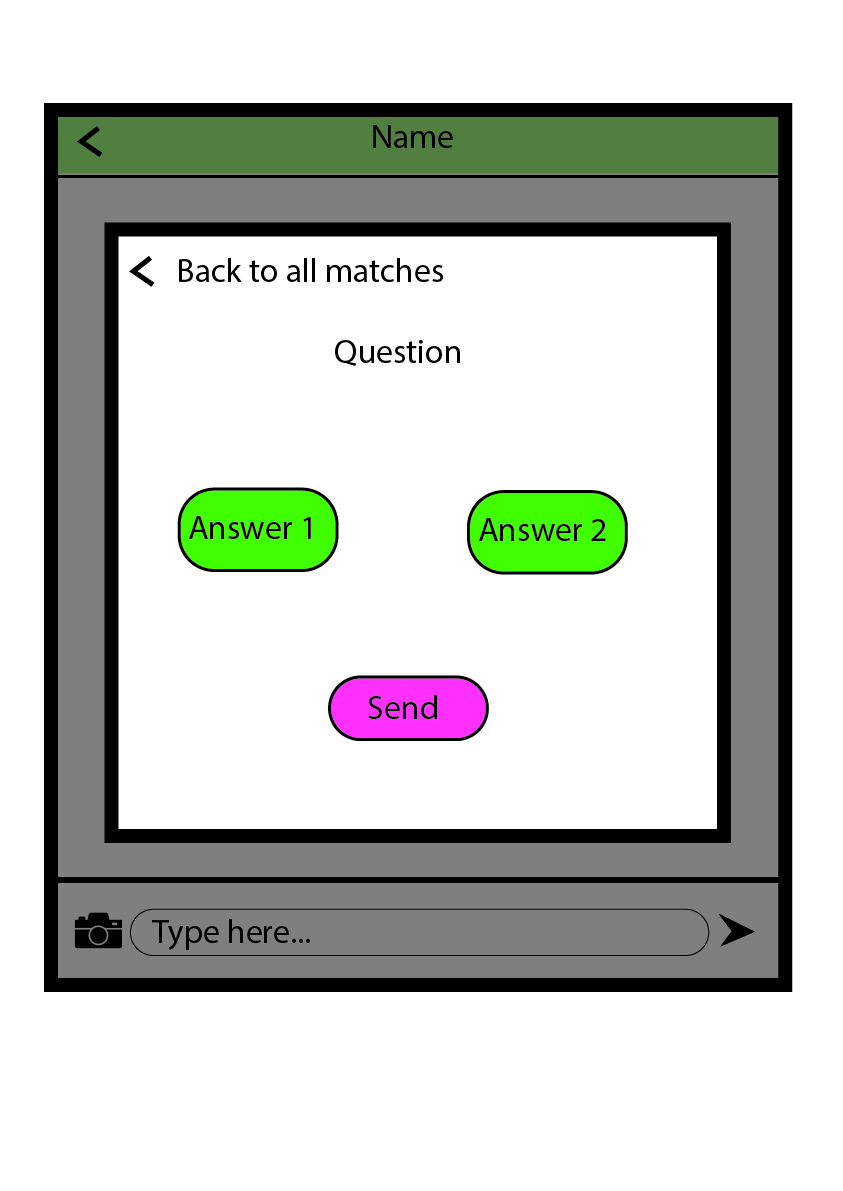 Name
Back to all matches
Question
Answer 1
Answer 2
Send
Type here...